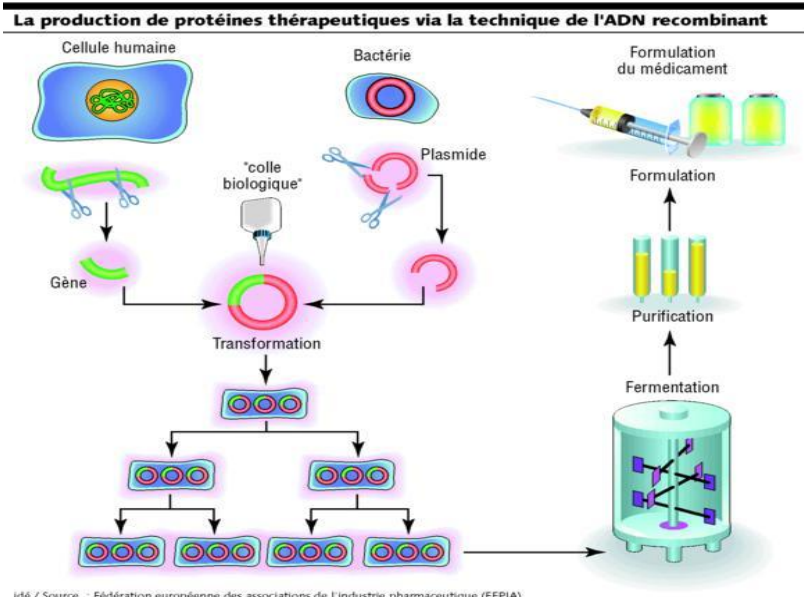 La production de protéines thérapeutiques via la technique de l'ADN recombinant
Cellule humaine
Bactérie
Formulation
du médicament
"colle
biologique"
Plasmide
Formulation
Gène
Transformation
Purification
Fermentation
idé / Source : Fédération européenne des associations de l'industrie pharmaceutique (EFPIA)